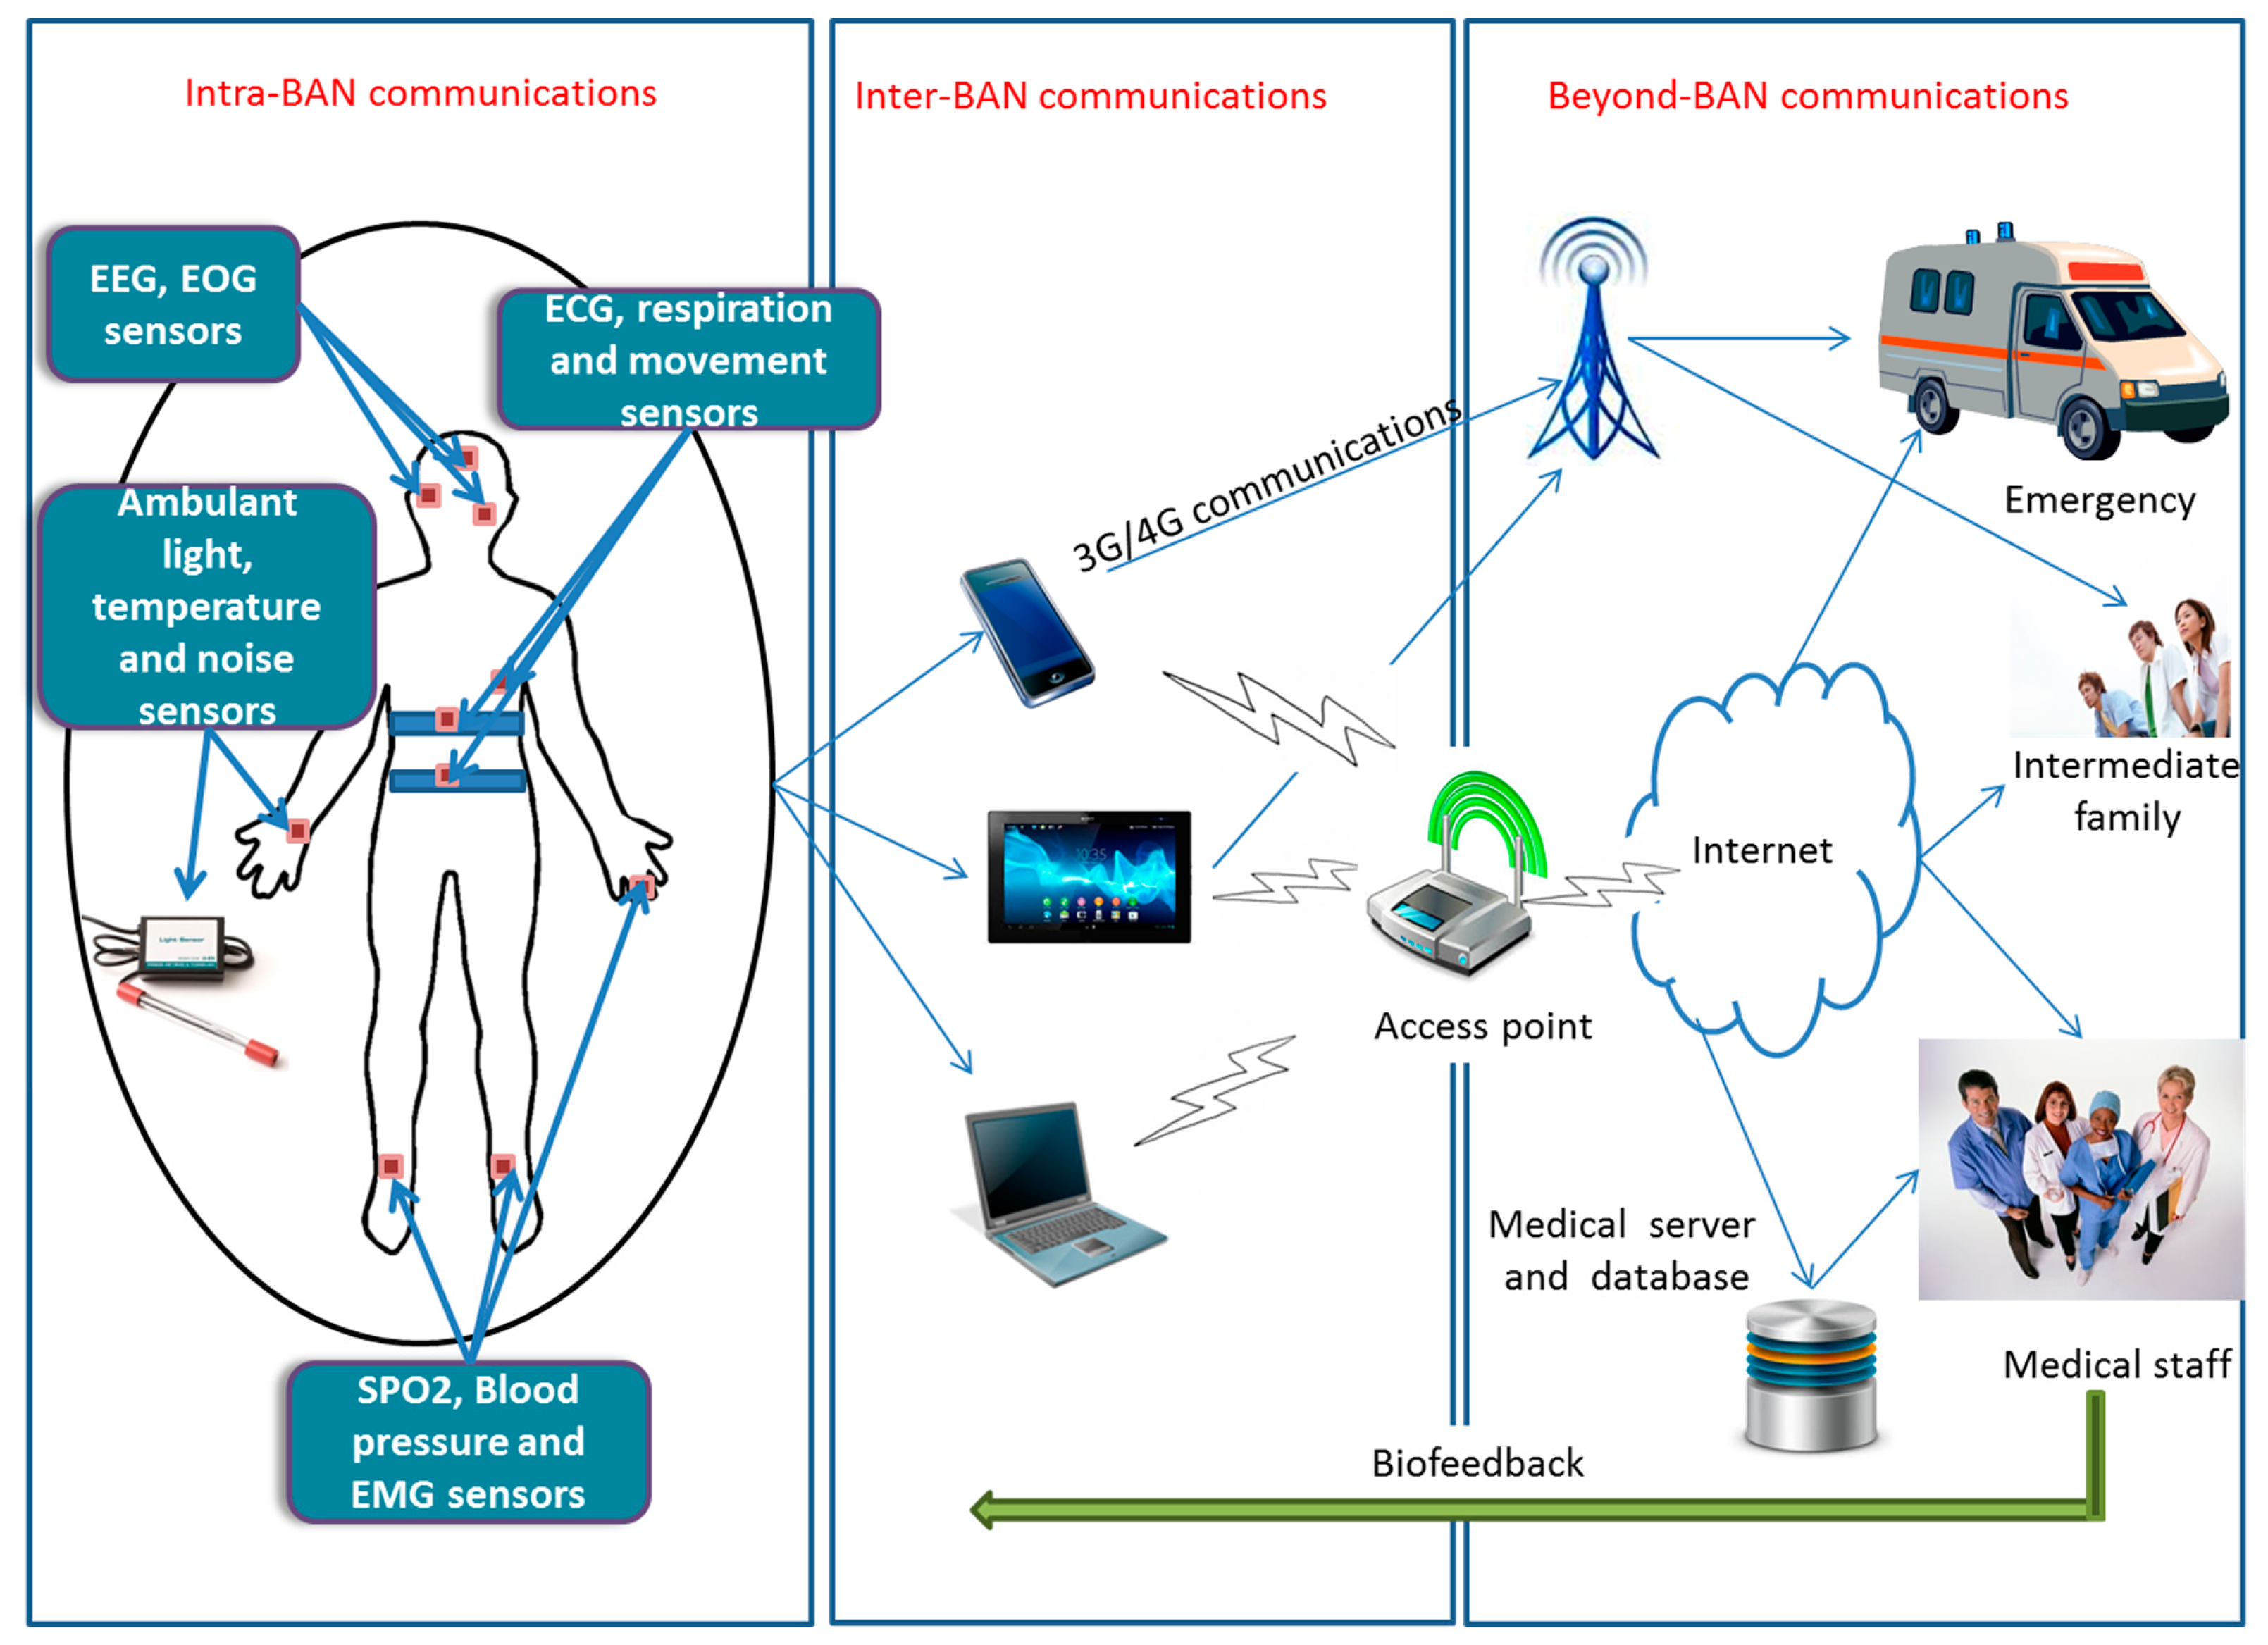 Intra-BAN communications
Inter-BAN communications
Beyond-BAN communications
EEG, EOG
sensors
ECG, respiration
and movement
sensors
Ambulant
light,
temperature
and noise
sensors
Light Sensor
SPO2, Blood
pressure and
EMG sensors
3G/4G communications
10:35
Access point
Internet
Emergency
Intermediate
family
Medical server
and database
Medical staff
Biofeedback